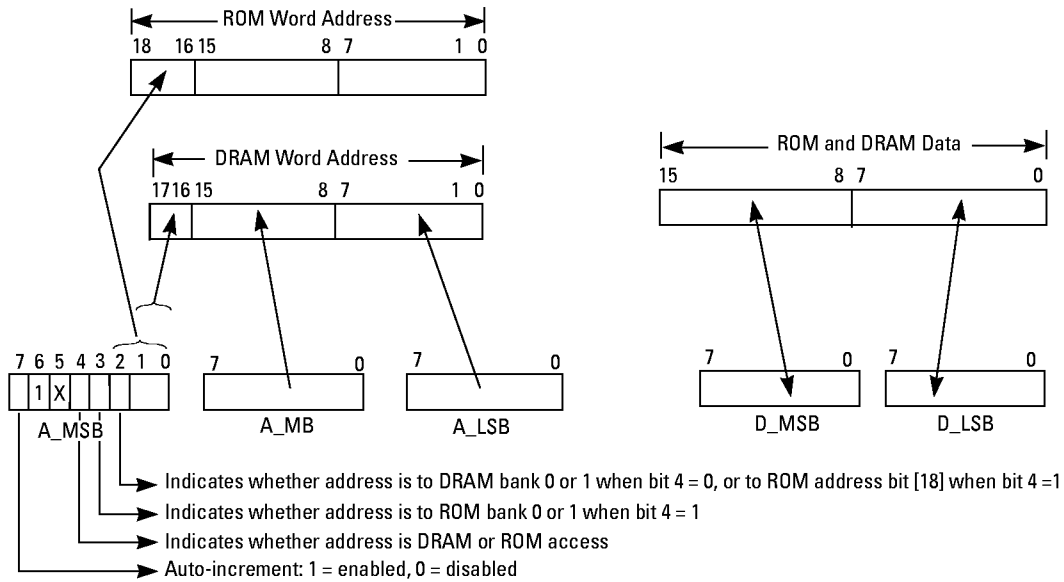 ROM Word Address
18 16 15 8 7 1 0
DRAM Word Address
17 16 15 8 7 1 0
ROM and DRAM Data
15 8 7 0
7 6 5 4 3 2 1 0
1 X
A_MSB
7 0
A_MB
7 0
A_LSB
7 0
D_MSB
7 0
D_LSB
Indicates whether address is to DRAM bank 0 or 1 when bit 4 = 0, or to ROM address bit [18] when bit 4 =1
Indicates whether address is to ROM bank 0 or 1 when bit 4 = 1
Indicates whether address is DRAM or ROM access
Auto-increment: 1 = enabled, 0 = disabled